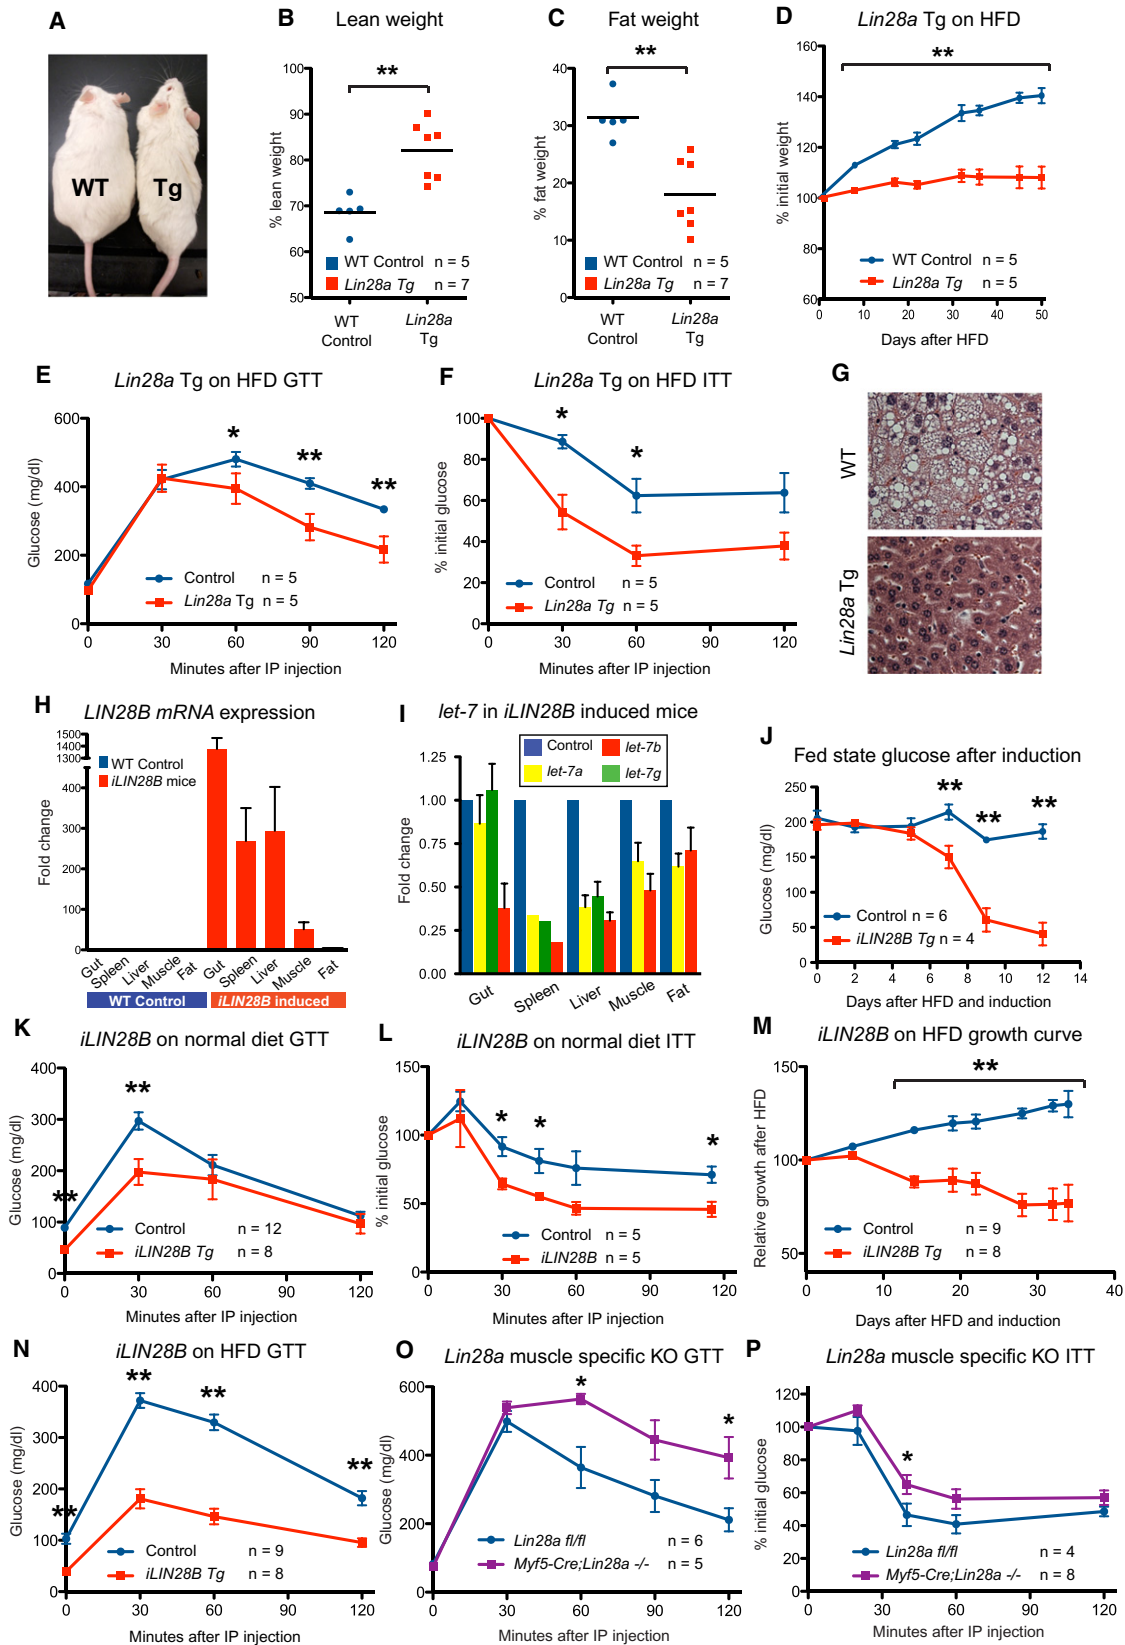 A
WT
Tg
B
Lean weight
**
% lean weight
100
90
80
70
60
50
WT Control n = 5
Lin28a Tg n = 7
WT
Control
Lin28a
Tg
C
Fat weight
**
% fat weight
40
30
20
10
0
WT Control n = 5
Lin28a Tg n = 7
WT
Control
Lin28a
Tg
D
Lin28a Tg on HFD
**
% initial weight
160
140
120
100
80
60
WT Control n = 5
Lin28a Tg n = 5
0 10 20 30 40 50
Days after HFD
E
Lin28a Tg on HFD GTT
Glucose (mg/dl)
600
400
200
0
* ** **
Control n = 5
Lin28a Tg n = 5
0 30 60 90 120
Minutes after IP injection
F
Lin28a Tg on HFD ITT
% initial glucose
100
80
60
40
20
0
* *
Control n = 5
Lin28a Tg n = 5
0 30 60 90 120
Minutes after IP injection
G
WT
Lin28a Tg
H
LIN28B mRNA expression
Fold change
1500
1400
1300
400
300
200
100
0
WT Control
iLIN28B mice
Gut Spleen Liver Muscle Fat Gut Spleen Liver Muscle Fat
WT Control iLIN28B induced
I
let-7 in iLIN28B induced mice
Control let-7b
let-7a let-7g
Fold change
1.25
1.00
0.75
0.50
0.25
0.00
Gut Spleen Liver Muscle Fat
J
Fed state glucose after induction
Glucose (mg/dl)
250
200
150
100
50
0
** ** **
Control n = 6
iLIN28B Tg n = 4
0 2 4 6 8 10 12 14
Days after HFD and induction
K
iLIN28B on normal diet GTT
Glucose (mg/dl)
400
300
200
100
0
** **
Control n = 12
iLIN28B Tg n = 8
0 30 60 90 120
Minutes after IP injection
L
iLIN28B on normal diet ITT
% initial glucose
150
100
50
0
* * *
Control n = 5
iLIN28B n = 5
0 30 60 90 120
Minutes after IP injection
M
iLIN28B on HFD growth curve
**
Relative growth after HFD
150
100
50
Control n = 9
iLIN28B Tg n = 8
0 10 20 30 40
Days after HFD and induction
N
iLIN28B on HFD GTT
Glucose (mg/dl)
400
300
200
100
0
** ** ** **
Control n = 9
iLIN28B Tg n = 8
0 30 60 90 120
Minutes after IP injection
O
Lin28a muscle specific KO GTT
Glucose (mg/dl)
600
400
200
0
* *
Lin28a fl/fl n = 6
Myf5-Cre;Lin28a -/- n = 5
0 30 60 90 120
Minutes after IP injection
P
Lin28a muscle specific KO ITT
% initial glucose
120
100
80
60
40
20
0
*
Lin28a fl/fl n = 4
Myf5-Cre;Lin28a -/- n = 8
0 30 60 90 120
Minutes after IP injection